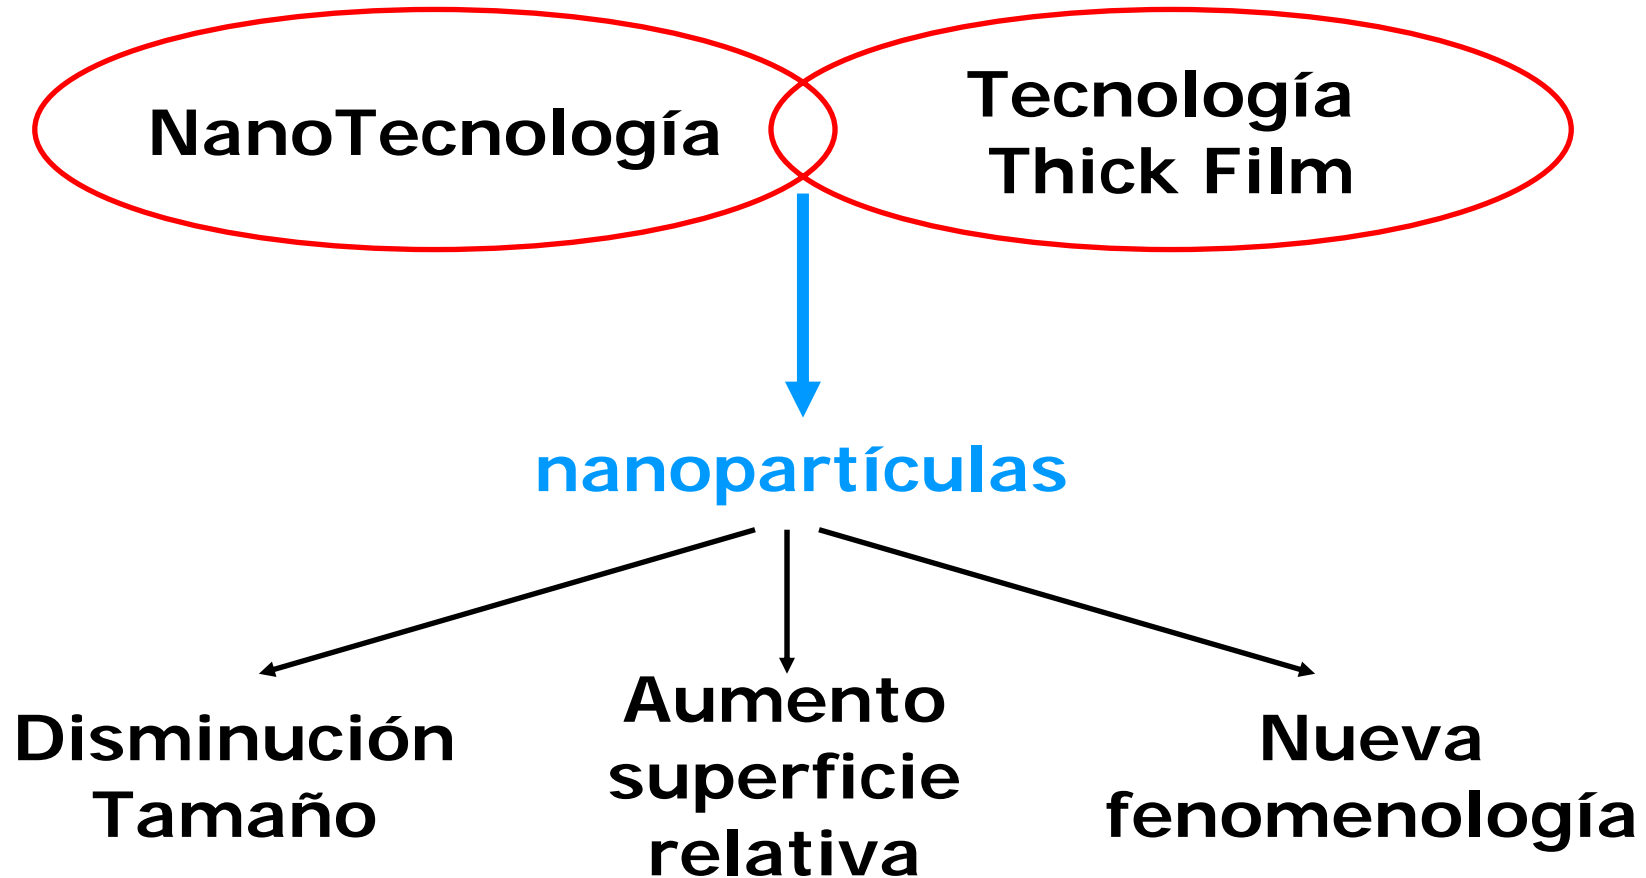 NanoTecnología
Tecnología
Thick Film
nanopartículas
Disminución
Tamaño
Aumento
superficie
relativa
Nueva
fenomenología